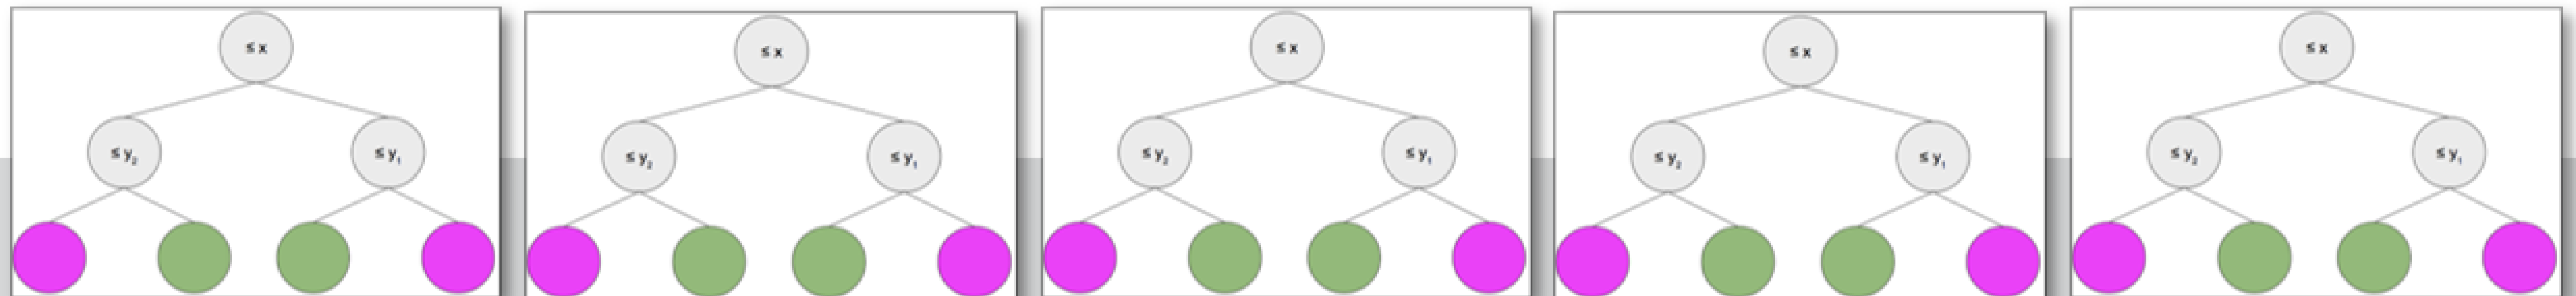 ≤ x
≤ x
≤ x
≤ x
≤ x
≤ y₂
≤ y₁
≤ y₂
≤ y₁
≤ y₂
≤ y₁
≤ y₂
≤ y₁
≤ y₂
≤ y₁